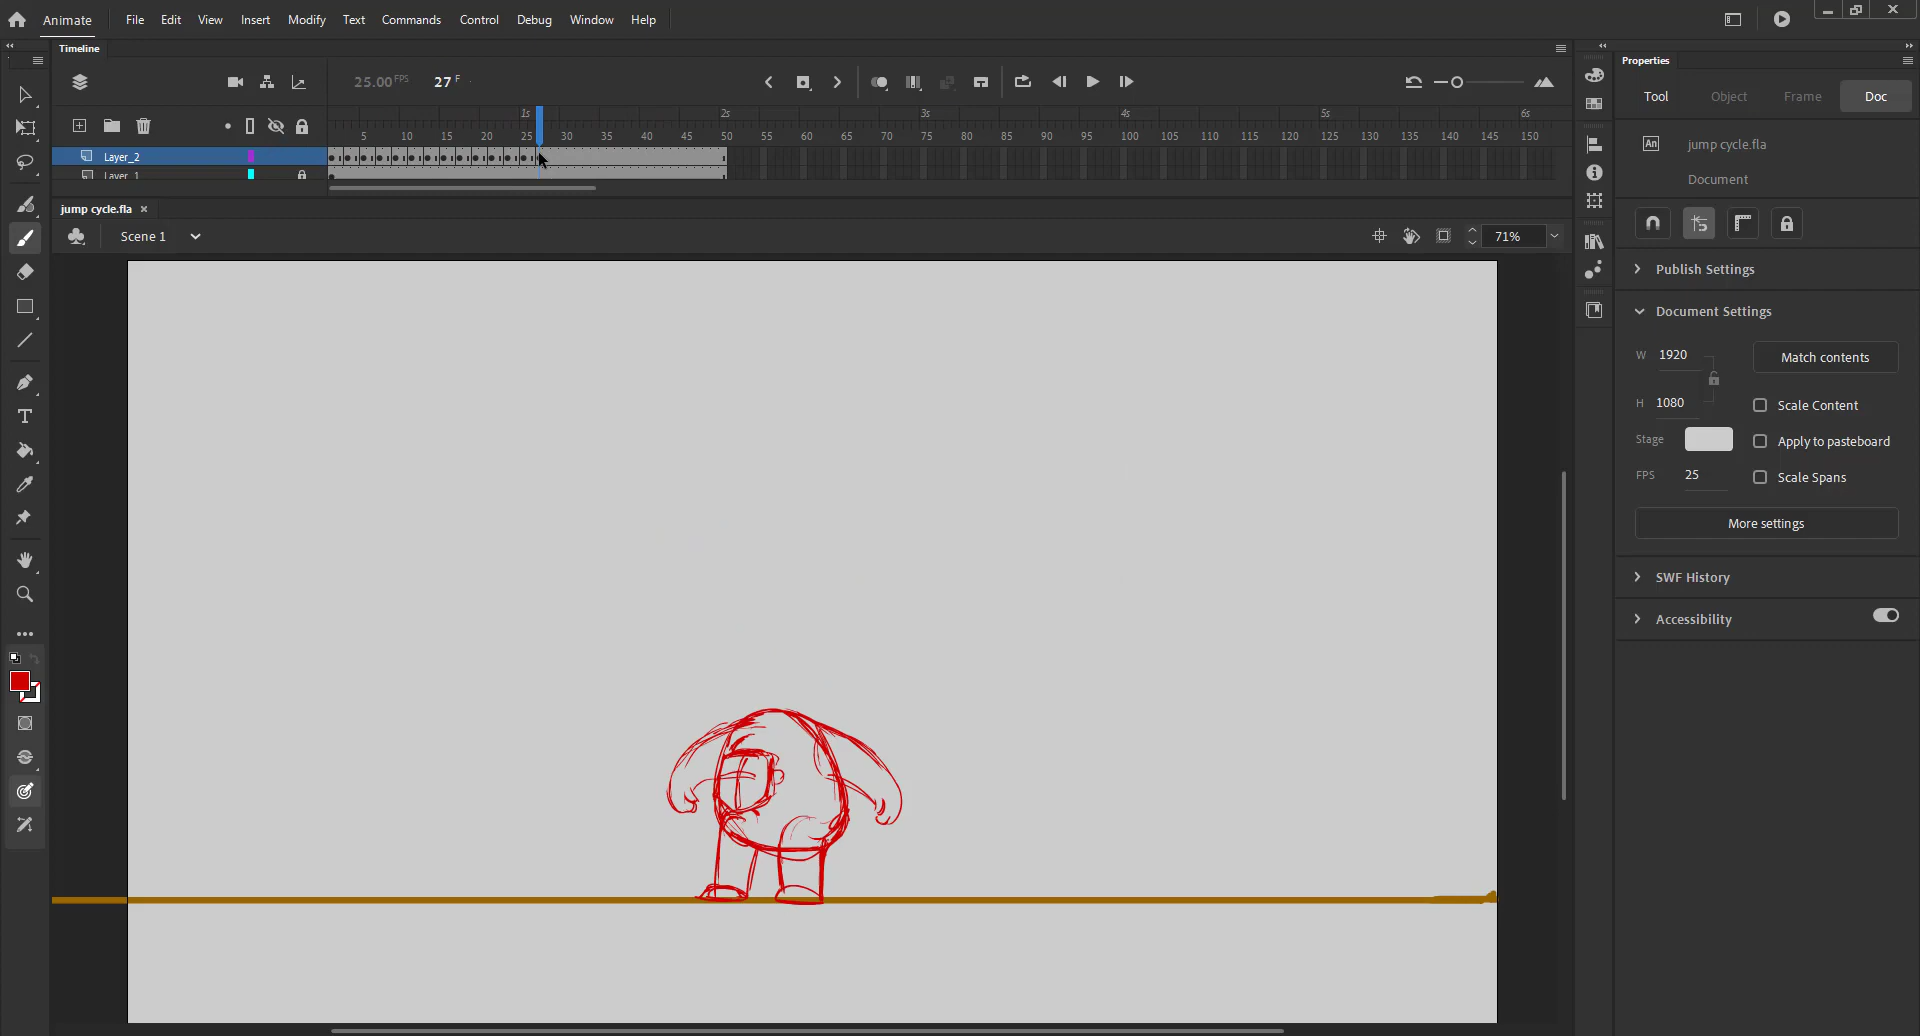 Animate File Edit View Insert Modify Text Commands Control Debug Window Help
Timeline
25.00 FPS 27 F
1s 2s 3s 4s 5s 6s
5 10 15 20 25 30 35 40 45 50 55 60 65 70 75 80 85 90 95 100 105 110 115 120 125 130 135 140 145 150
Layer_2
Layer_1
jump cycle.fla
Scene 1
71%
Properties
Tool Object Frame Doc
An jump cycle.fla
Document
Publish Settings
Document Settings
W 1920 Match contents
H 1080 Scale Content
Stage Apply to pasteboard
FPS 25 Scale Spans
More settings
SWF History
Accessibility